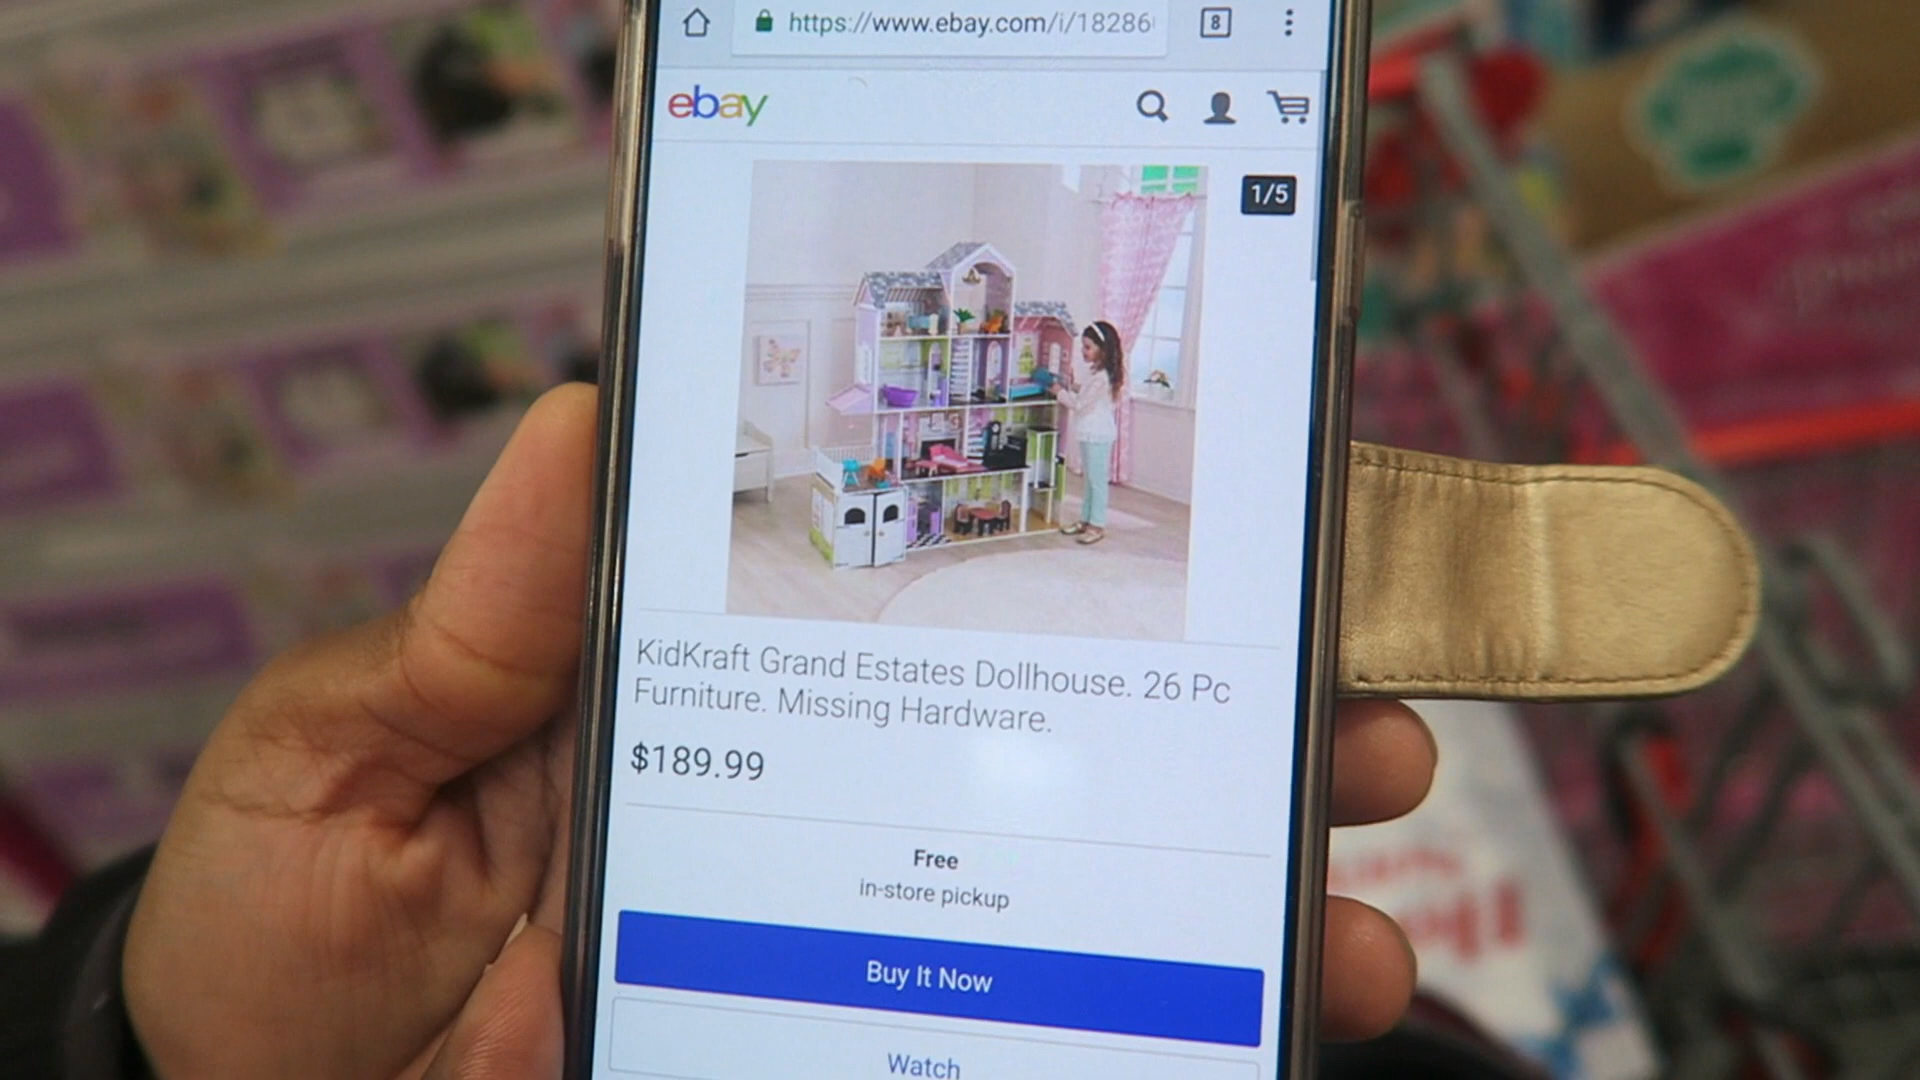 https://www.ebay.com/i/18286
8
ebay
1/5
KidKraft Grand Estates Dollhouse. 26 Pc
Furniture. Missing Hardware.
$189.99
Free
in-store pickup
Buy It Now
Watch